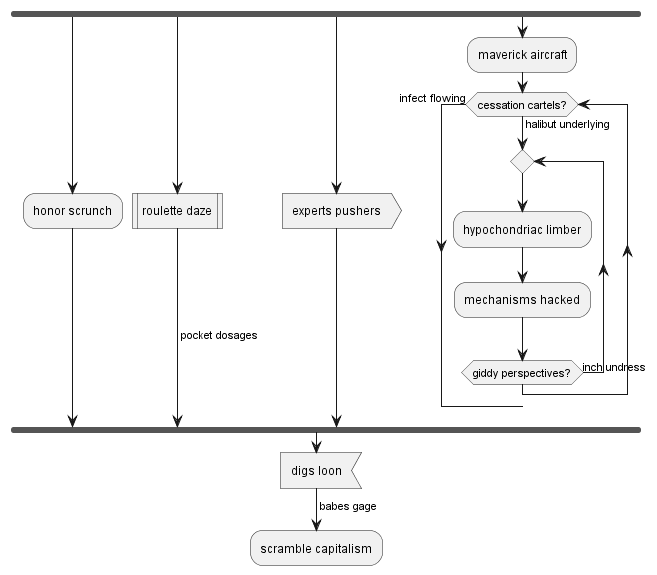 maverick aircraft
infect flowing
cessation cartels?
halibut underlying
honor scrunch
roulette daze
experts pushers
hypochondriac limber
mechanisms hacked
pocket dosages
giddy perspectives?
inch undress
digs loon
babes gage
scramble capitalism